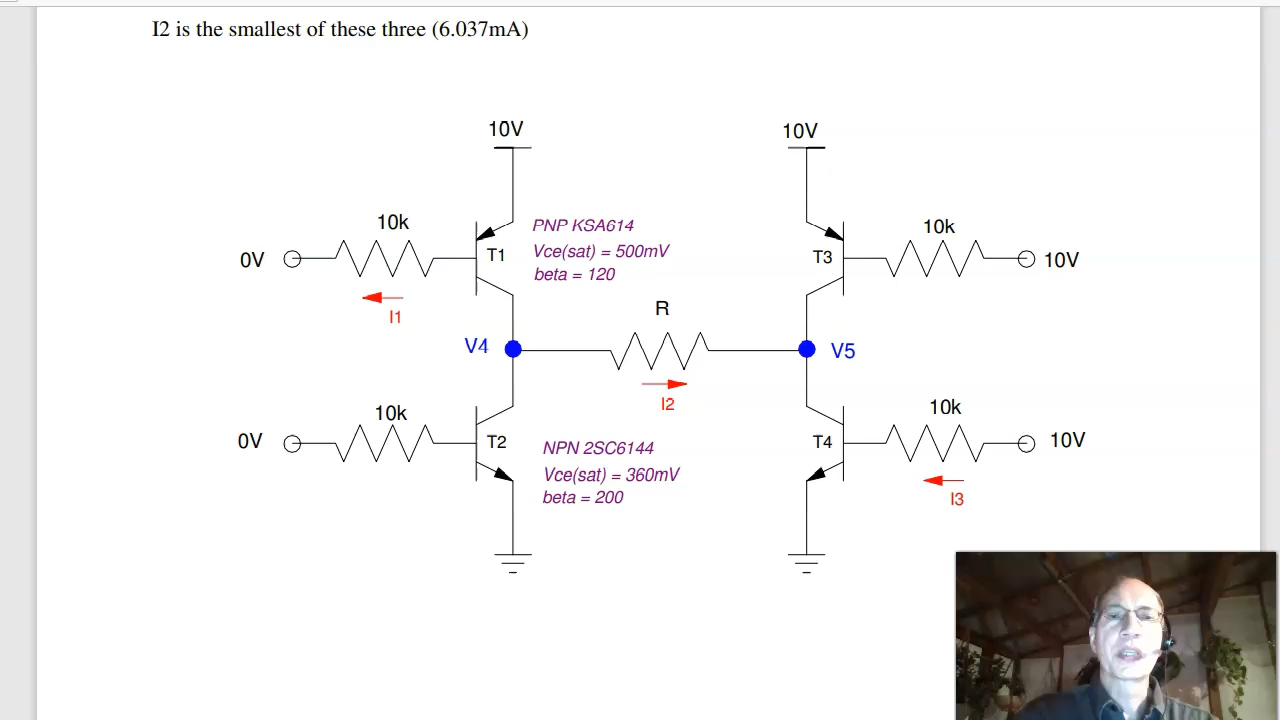 I2 is the smallest of these three (6.037mA)
10V
10V
10k
PNP KSA614
10k
0V
T1
Vce(sat) = 500mV
T3
10V
beta = 120
I1
R
V4
V5
I2
10k
10k
0V
T2
NPN 2SC6144
T4
10V
Vce(sat) = 360mV
beta = 200
I3